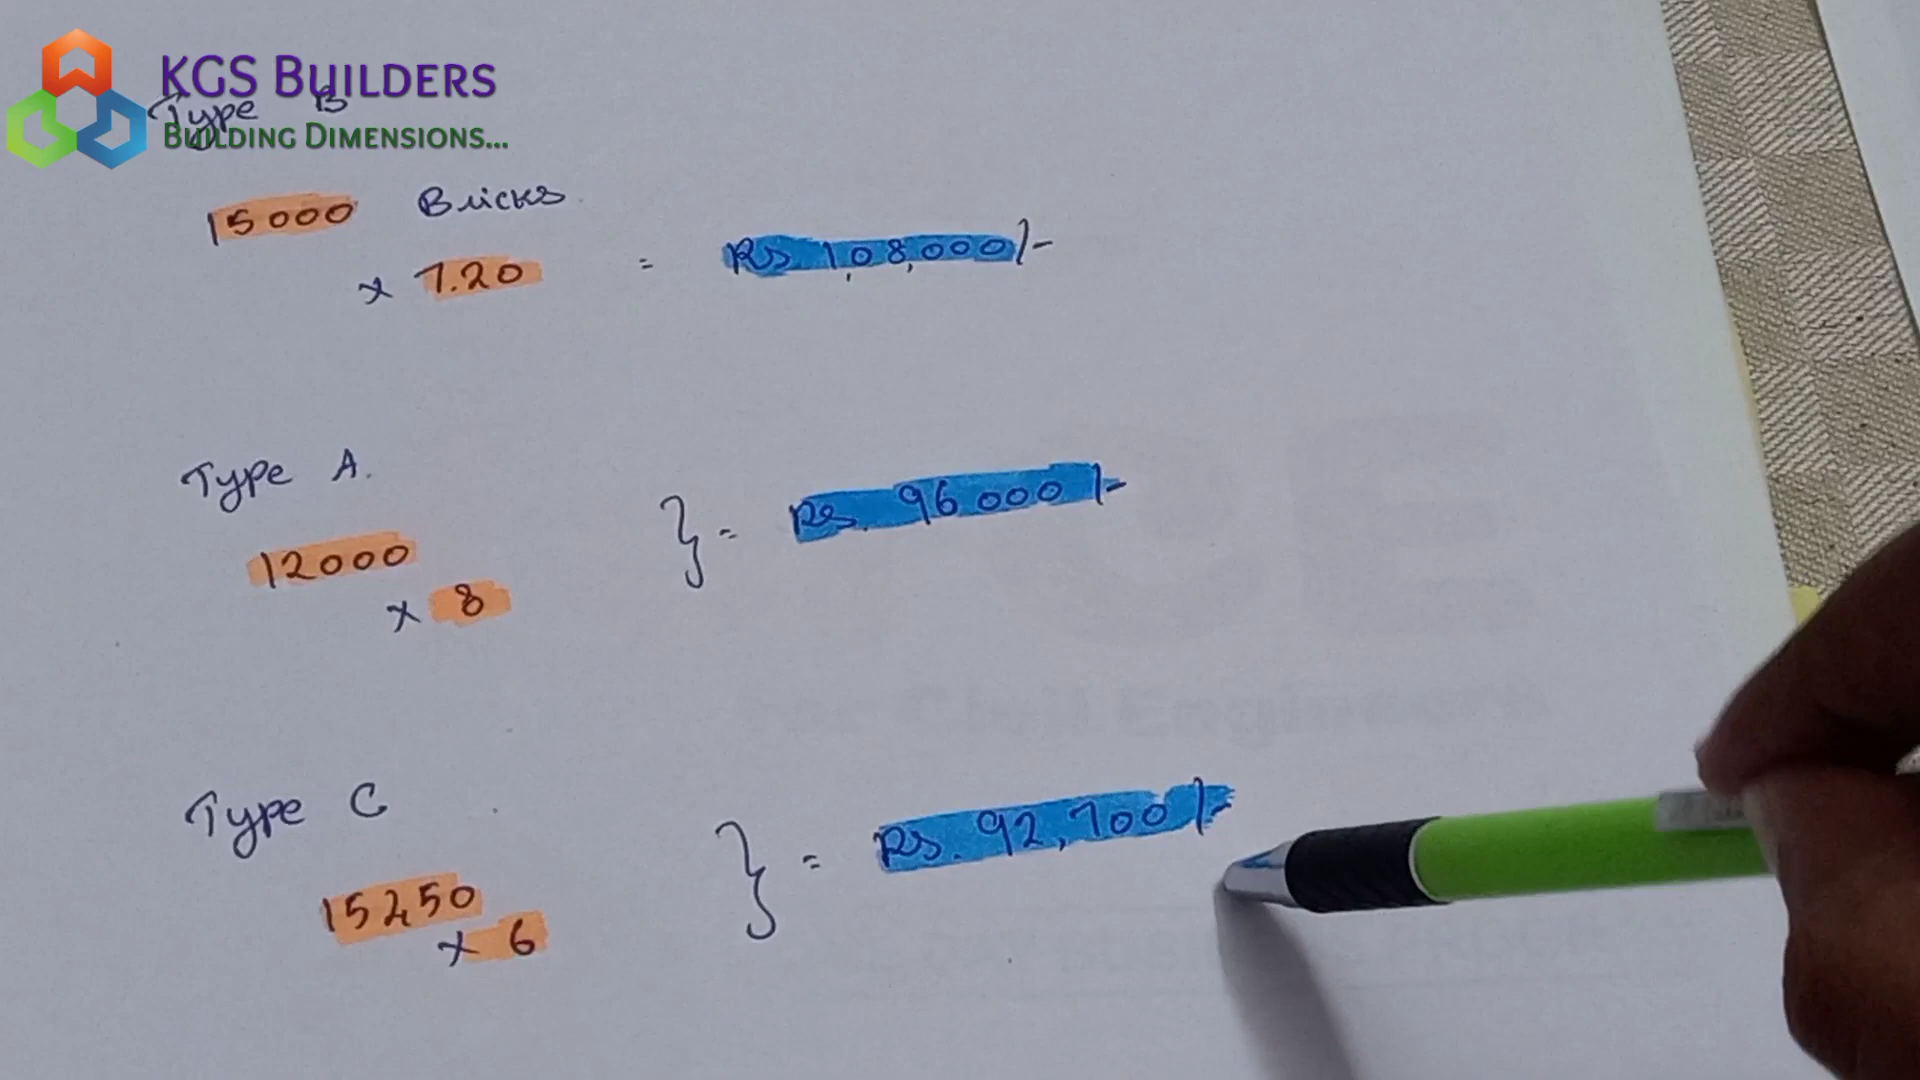 KGS BUILDERS
BUILDING DIMENSIONS...
Type B
15000 Bricks
x 7.20 = Rs. 1,08,000/-
Type A.
12000
x 8
} = Rs. 96000/-
Type C
15250
x 6
} = Rs. 92,700/-